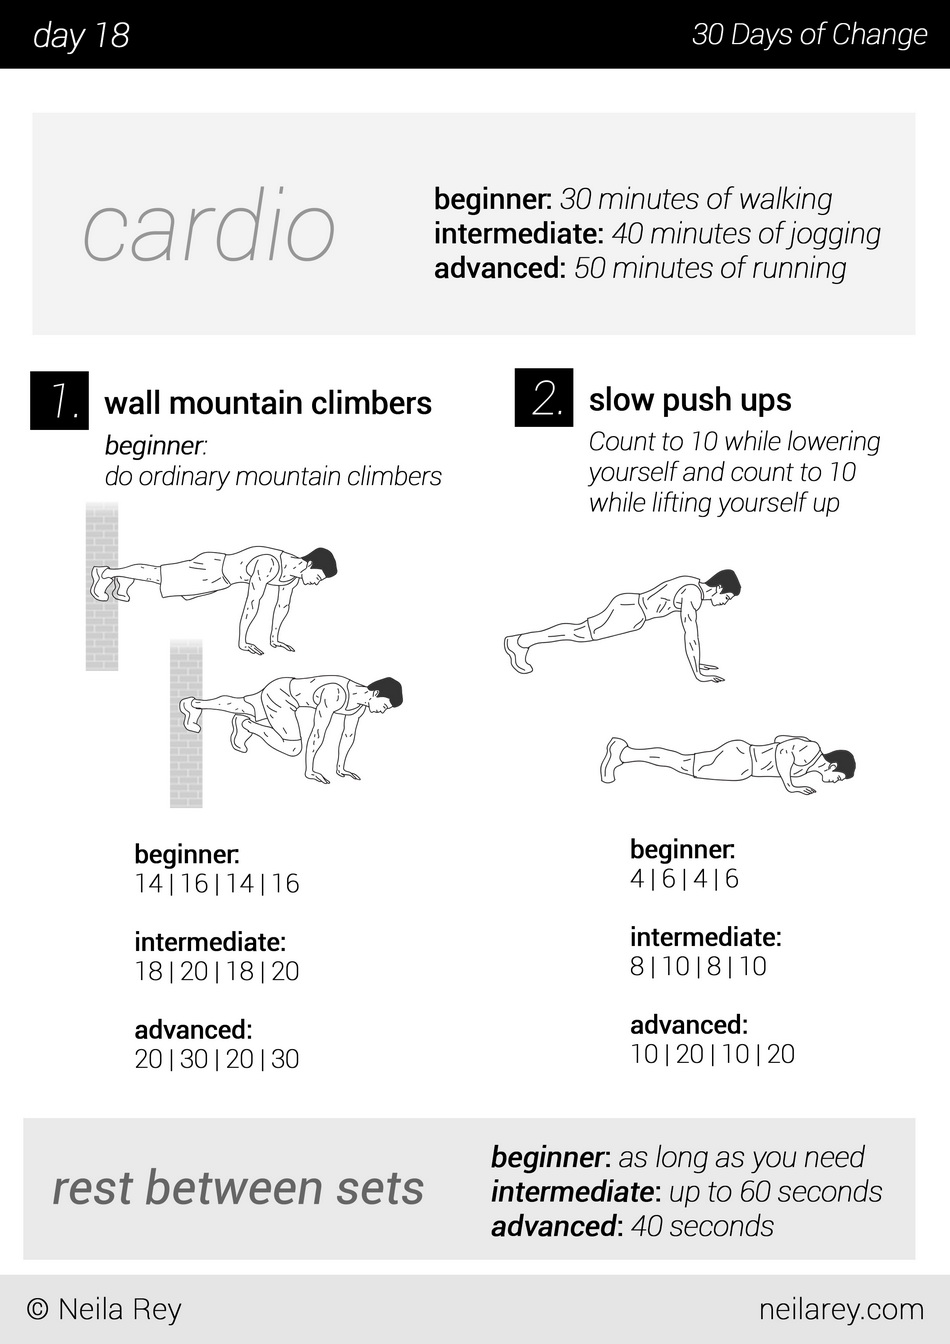 day 18
30 Days of Change
cardio
beginner: 30 minutes of walking
intermediate: 40 minutes of jogging
advanced: 50 minutes of running
1. wall mountain climbers
beginner:
do ordinary mountain climbers
2. slow push ups
Count to 10 while lowering
yourself and count to 10
while lifting yourself up
beginner:
14 | 16 | 14 | 16
intermediate:
18 | 20 | 18 | 20
advanced:
20 | 30 | 20 | 30
beginner:
4 | 6 | 4 | 6
intermediate:
8 | 10 | 8 | 10
advanced:
10 | 20 | 10 | 20
rest between sets
beginner: as long as you need
intermediate: up to 60 seconds
advanced: 40 seconds
© Neila Rey
neilarey.com